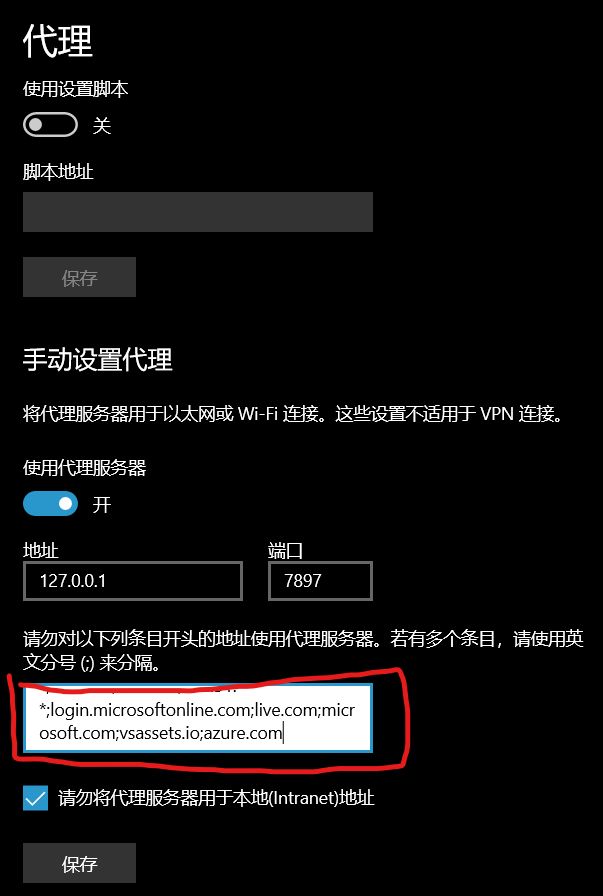 代理
使用设置脚本
关
脚本地址
保存
手动设置代理
将代理服务器用于以太网或 Wi-Fi 连接。这些设置不适用于 VPN 连接。
使用代理服务器
开
地址 端口
127.0.0.1 7897
请勿对以下列条目开头的地址使用代理服务器。若有多个条目，请使用英
文分号 (;) 来分隔。
*;login.microsoftonline.com;live.com;micr
osoft.com;vsassets.io;azure.com
请勿将代理服务器用于本地(Intranet)地址
保存